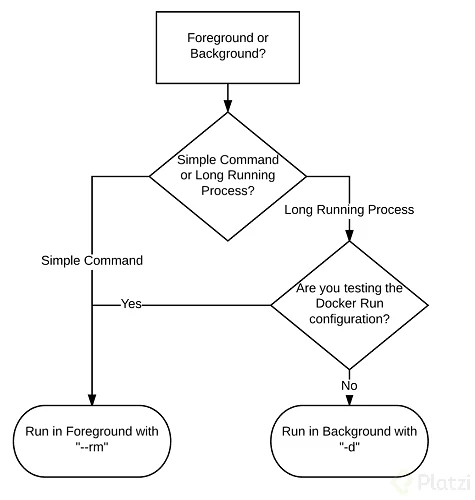 Foreground or
Background?
Simple Command
or Long Running
Process?
Long Running Process
Simple Command
Are you testing the
Docker Run
configuration?
Yes
No
Run in Foreground with
"--rm"
Run in Background with
"-d"
Platzi